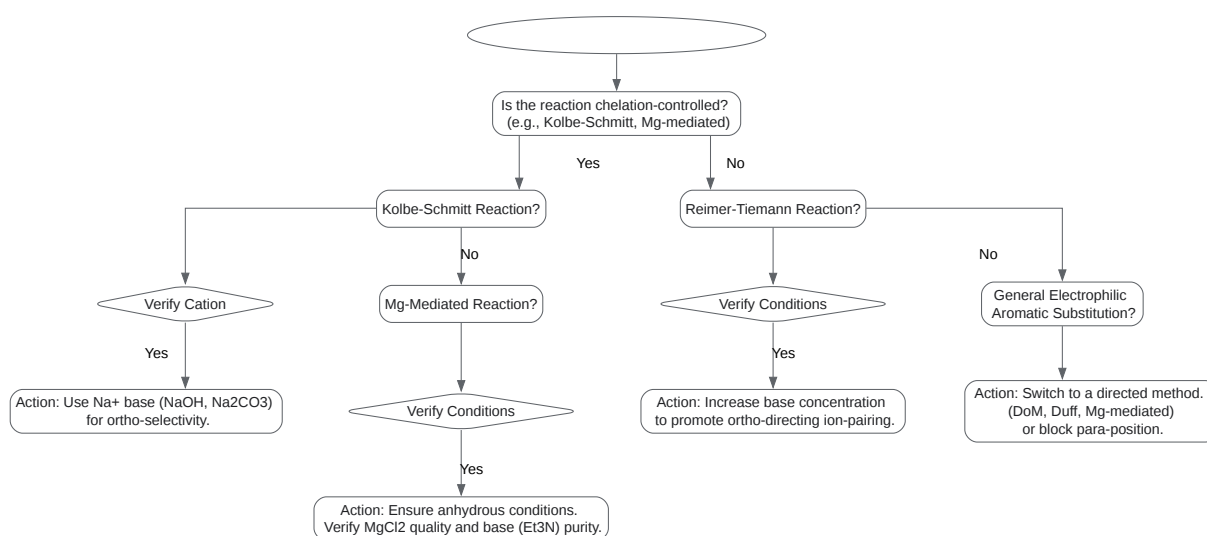 Is the reaction chelation-controlled?
(e.g., Kolbe-Schmitt, Mg-mediated)
Yes
No
Kolbe-Schmitt Reaction?
Reimer-Tiemann Reaction?
No
No
Verify Cation
Mg-Mediated Reaction?
Verify Conditions
General Electrophilic
Aromatic Substitution?
Yes
Yes
Action: Use Na+ base (NaOH, Na2CO3)
for ortho-selectivity.
Verify Conditions
Action: Increase base concentration
to promote ortho-directing ion-pairing.
Action: Switch to a directed method.
(DoM, Duff, Mg-mediated)
or block para-position.
Yes
Action: Ensure anhydrous conditions.
Verify MgCl2 quality and base (Et3N) purity.